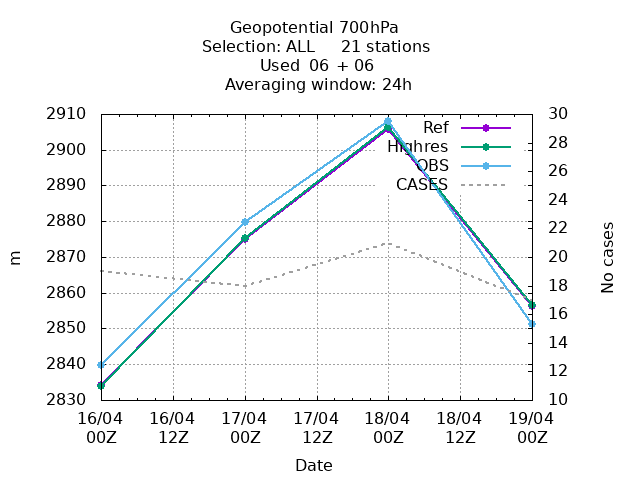 Geopotential 700hPa
Selection: ALL 21 stations
Used 06 + 06
Averaging window: 24h
2910
2900
2890
2880
2870
2860
2850
2840
2830
m
30
28
26
24
22
20
18
16
14
12
10
No cases
Ref
Highres
OBS
CASES
16/04 16/04 17/04 17/04 18/04 18/04 19/04
00Z 12Z 00Z 12Z 00Z 12Z 00Z
Date